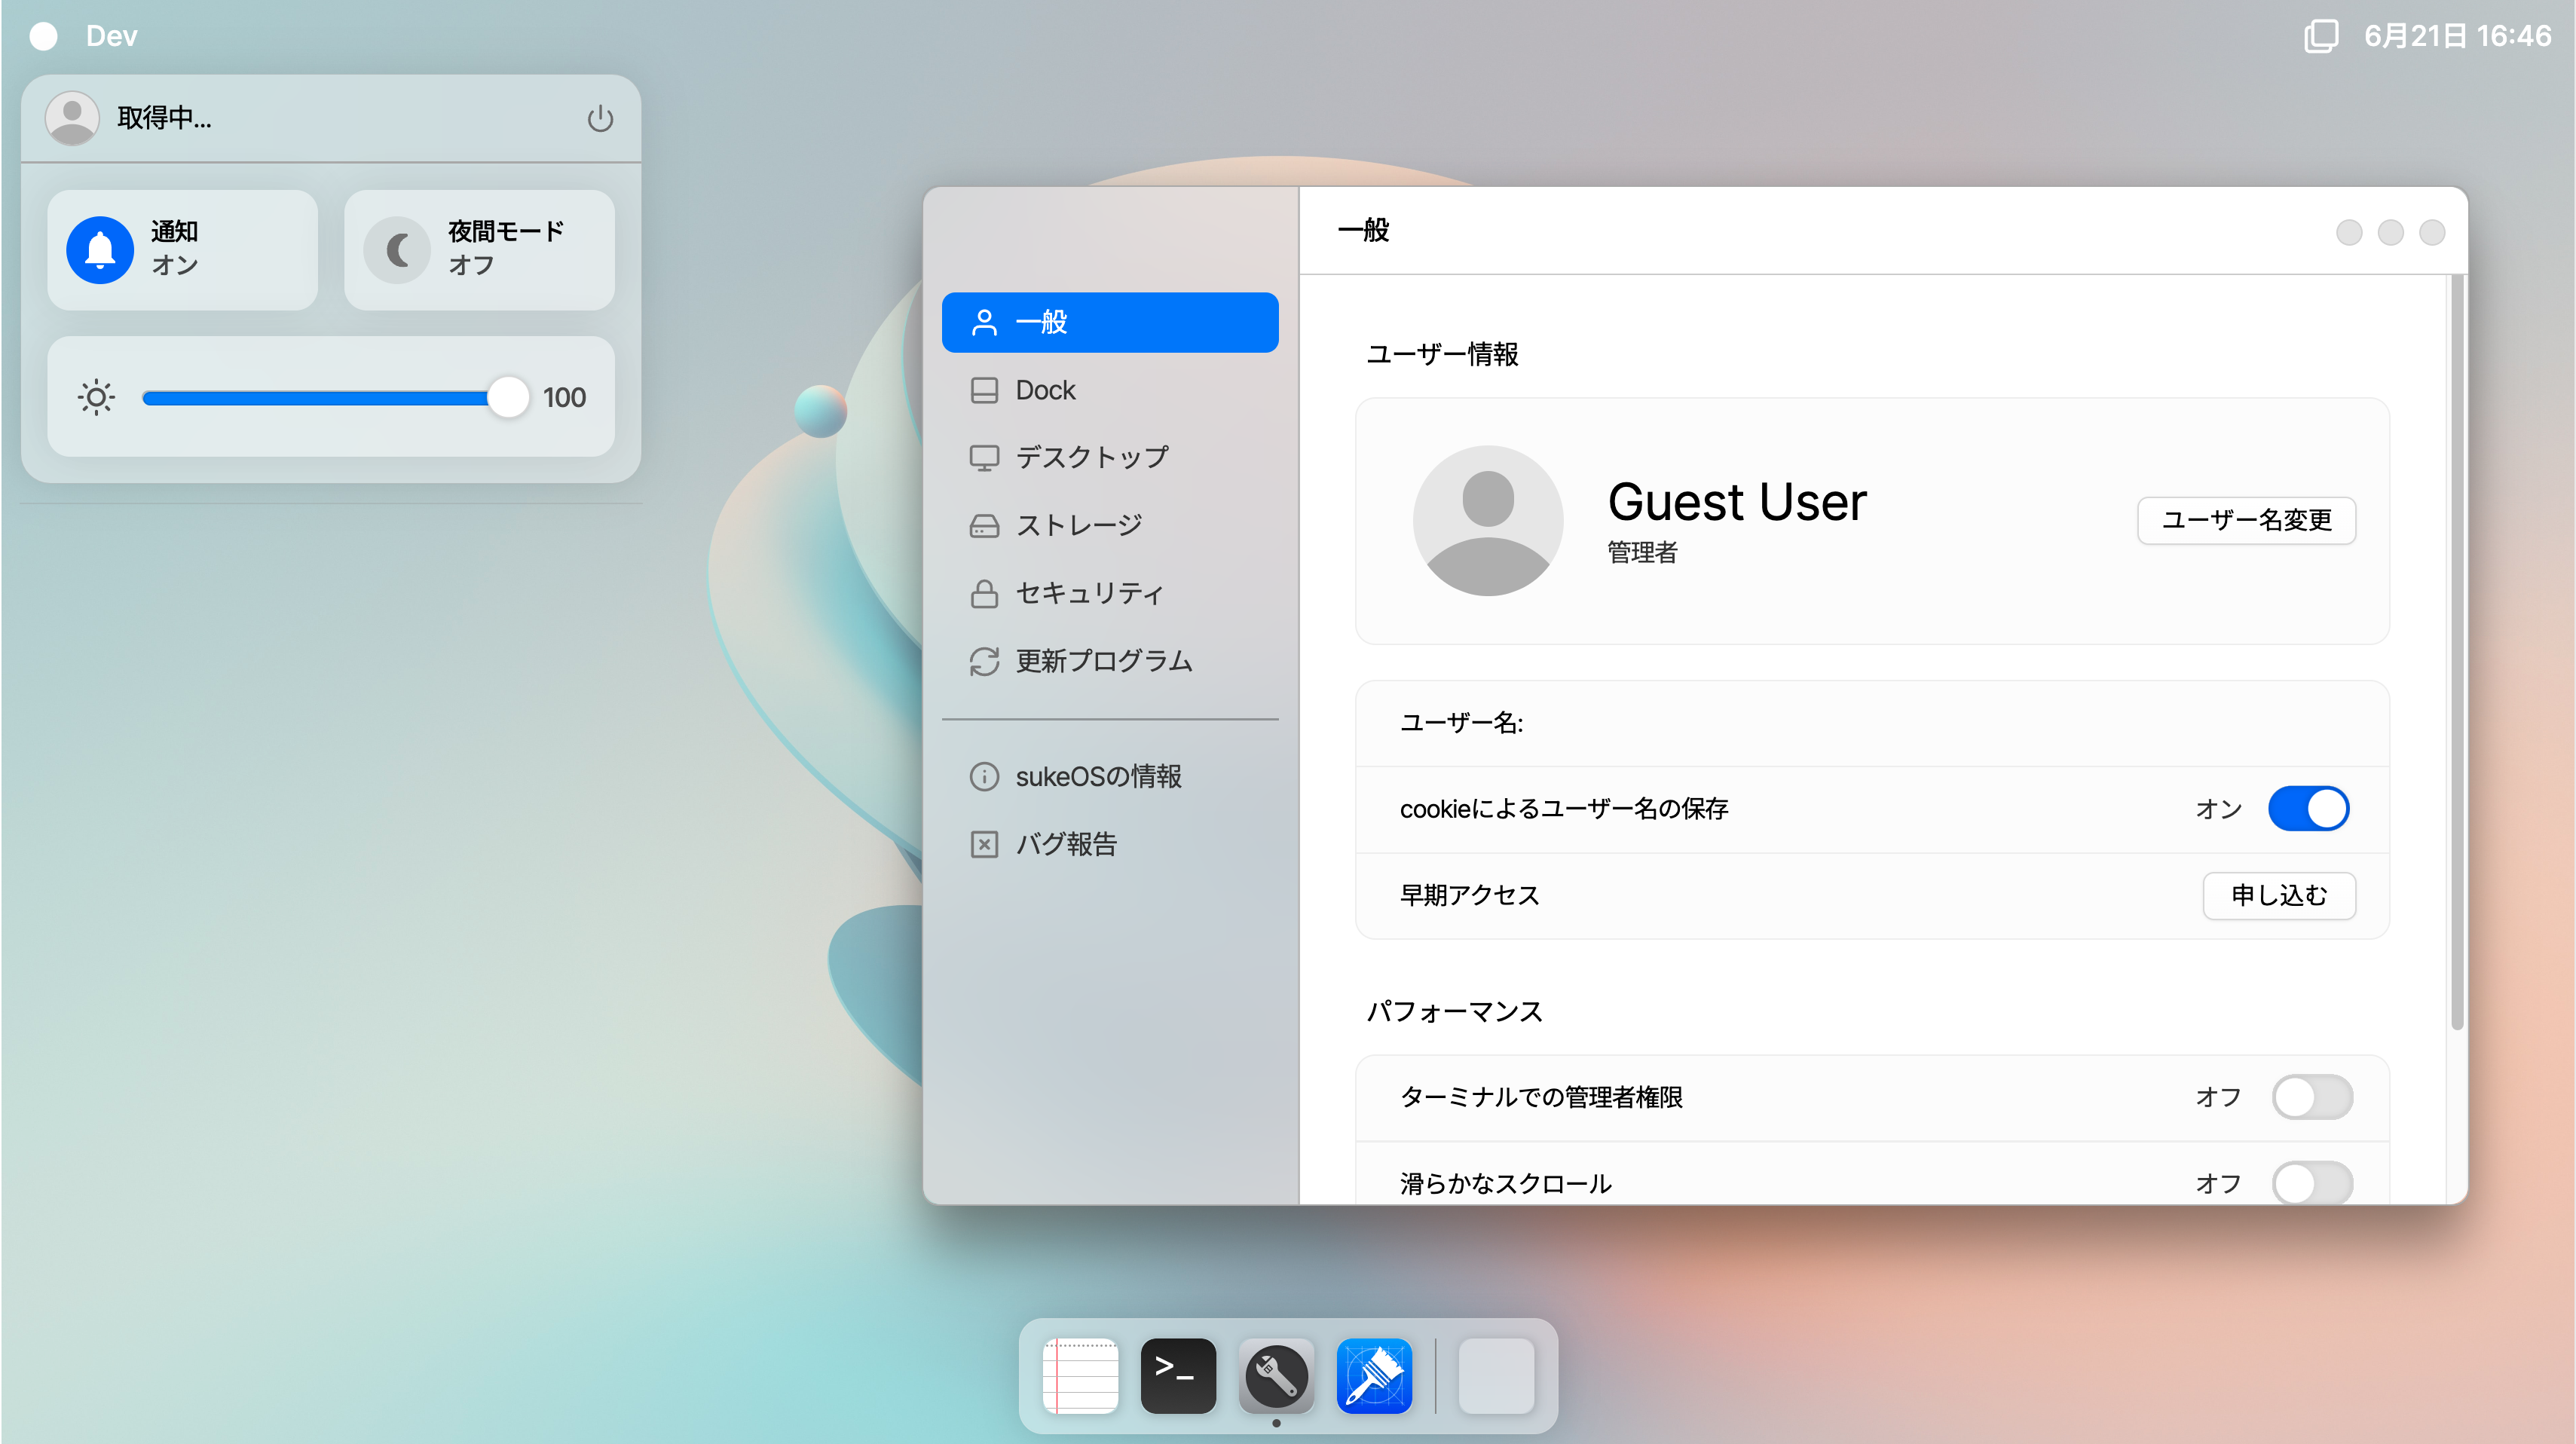 Dev
6月21日 16:46
取得中...
通知
オン
夜間モード
オフ
100
一般
Dock
デスクトップ
ストレージ
セキュリティ
更新プログラム
sukeOSの情報
バグ報告
一般
ユーザー情報
Guest User
管理者
ユーザー名変更
ユーザー名:
cookieによるユーザー名の保存
オン
早期アクセス
申し込む
パフォーマンス
ターミナルでの管理者権限
オフ
滑らかなスクロール
オフ
>_